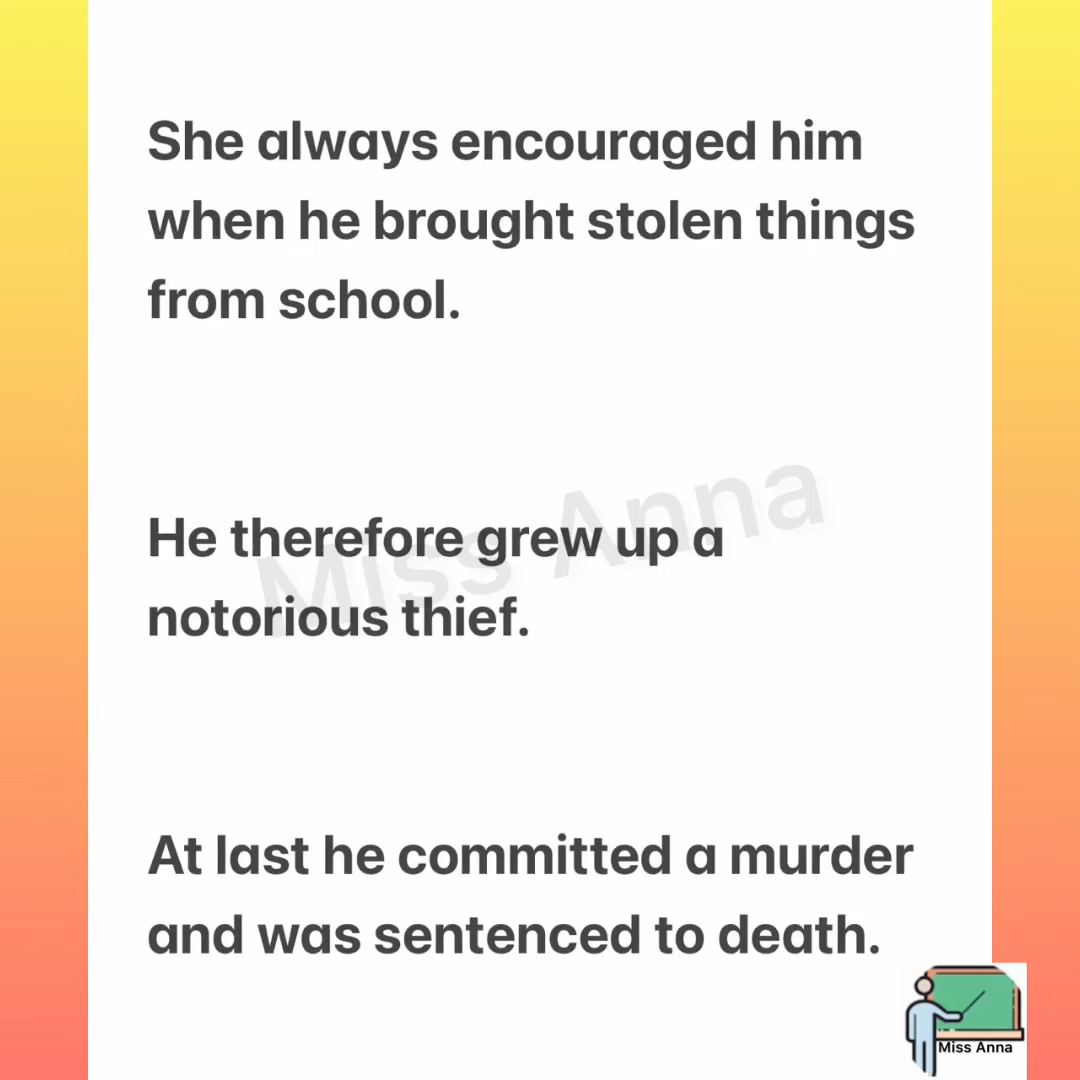 She always encouraged him
when he brought stolen things
from school.
He therefore grew up a
notorious thief.
At last he committed a murder
and was sentenced to death.
Miss Anna
Miss Anna